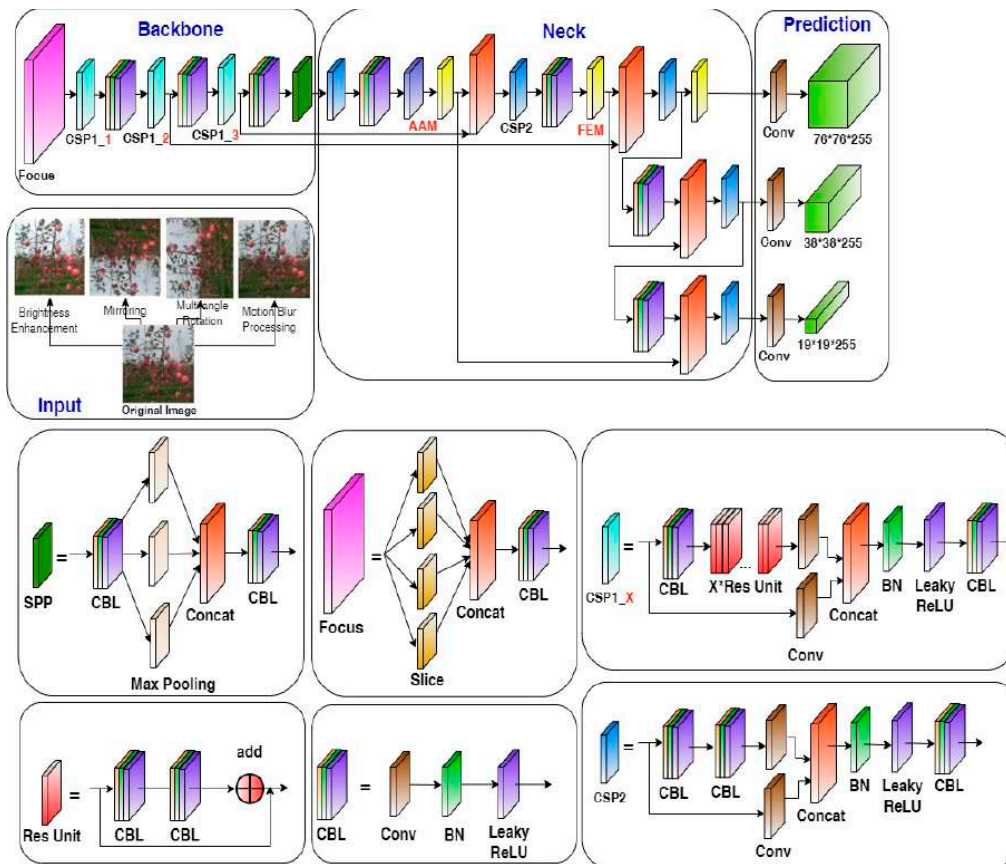 Backbone
Neck
Prediction
Focus
CSP1_1
CSP1_2
CSP1_3
AAM
CSP2
FEM
Conv
76*76*255
Conv
38*38*255
Conv
19*19*255
Brightness
Enhancement
Mirroring
Multi-angle
Rotation
Motion Blur
Processing
Input
Original Image
SPP
=
CBL
Max Pooling
Concat
CBL
Focus
=
Slice
Concat
CBL
CSP1_X
=
CBL
X*Res Unit
...
Conv
Concat
BN
Leaky
ReLU
CBL
Res Unit
=
CBL
CBL
add
CBL
=
Conv
BN
Leaky
ReLU
CSP2
=
CBL
CBL
Conv
Concat
BN
Leaky
ReLU
CBL